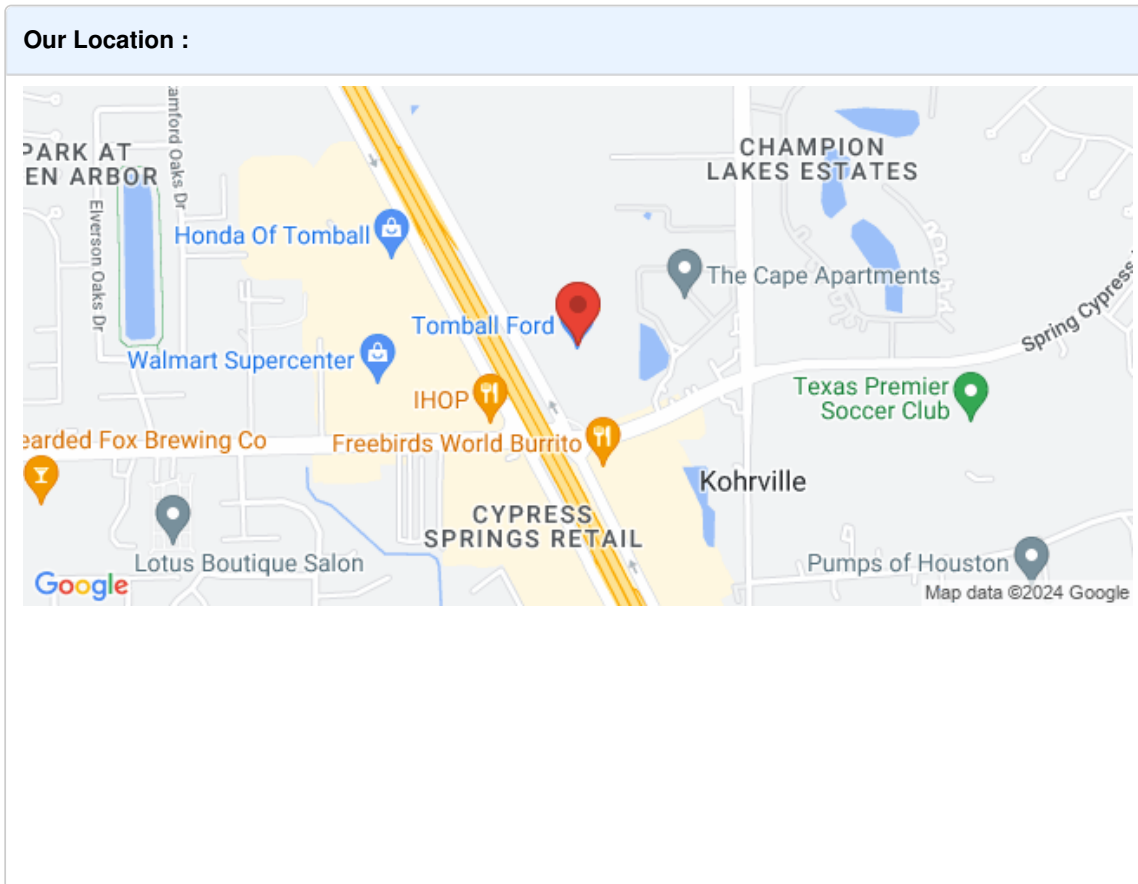 Our Location :
PARK AT
EN ARBOR
amford Oaks Dr
Elverson Oaks Dr
CHAMPION
LAKES ESTATES
Honda Of Tomball
The Cape Apartments
Tomball Ford
Spring Cypress
Walmart Supercenter
Texas Premier
Soccer Club
IHOP
earded Fox Brewing Co
Freebirds World Burrito
Kohrville
CYPRESS
SPRINGS RETAIL
Lotus Boutique Salon
Pumps of Houston
Google
Map data ©2024 Google